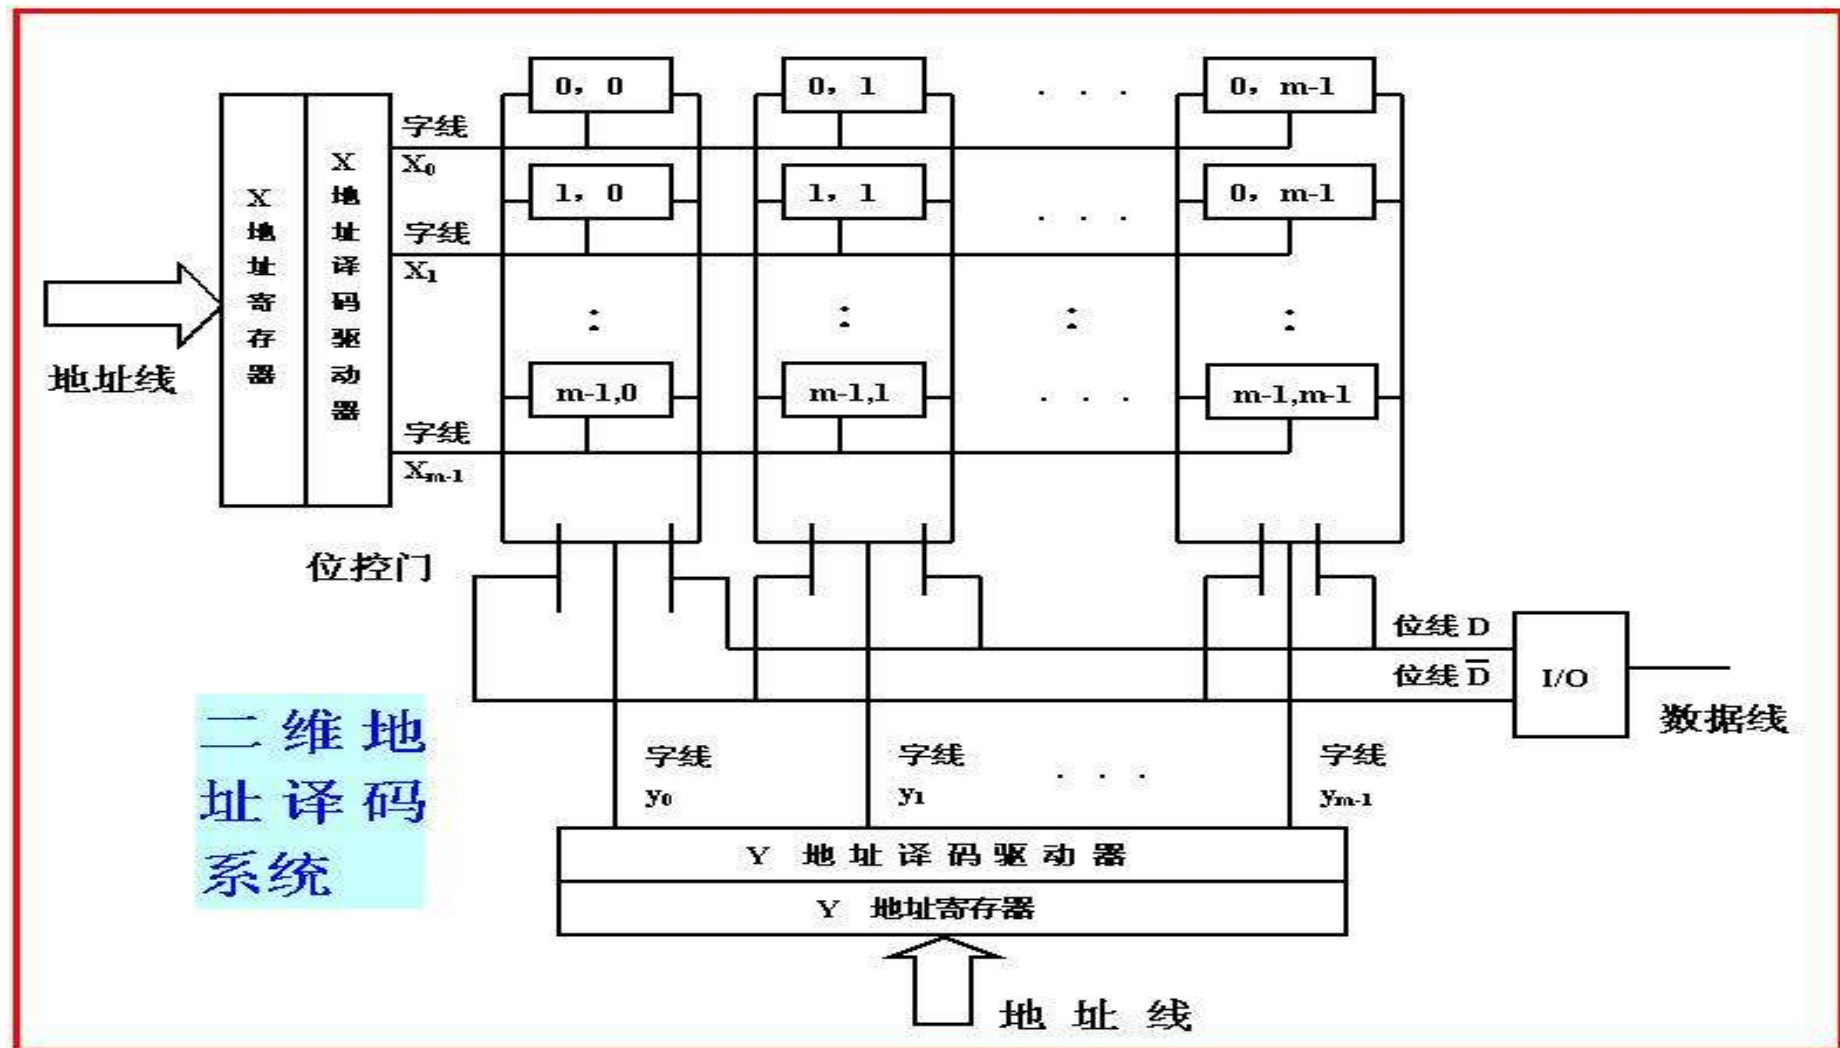 0，0
0，1
. . .
0，m-1
字线
X0
1，0
1，1
. . .
0，m-1
字线
X1
X地址寄存器
X地址译码驱动器
地址线
m-1,0
m-1,1
. . .
m-1,m-1
字线
Xm-1
位控门
位线 D
位线 D̅
I/O
数据线
二维地
址译码
系统
字线
y0
字线
y1
. . .
字线
ym-1
Y 地址译码驱动器
Y 地址寄存器
地址线